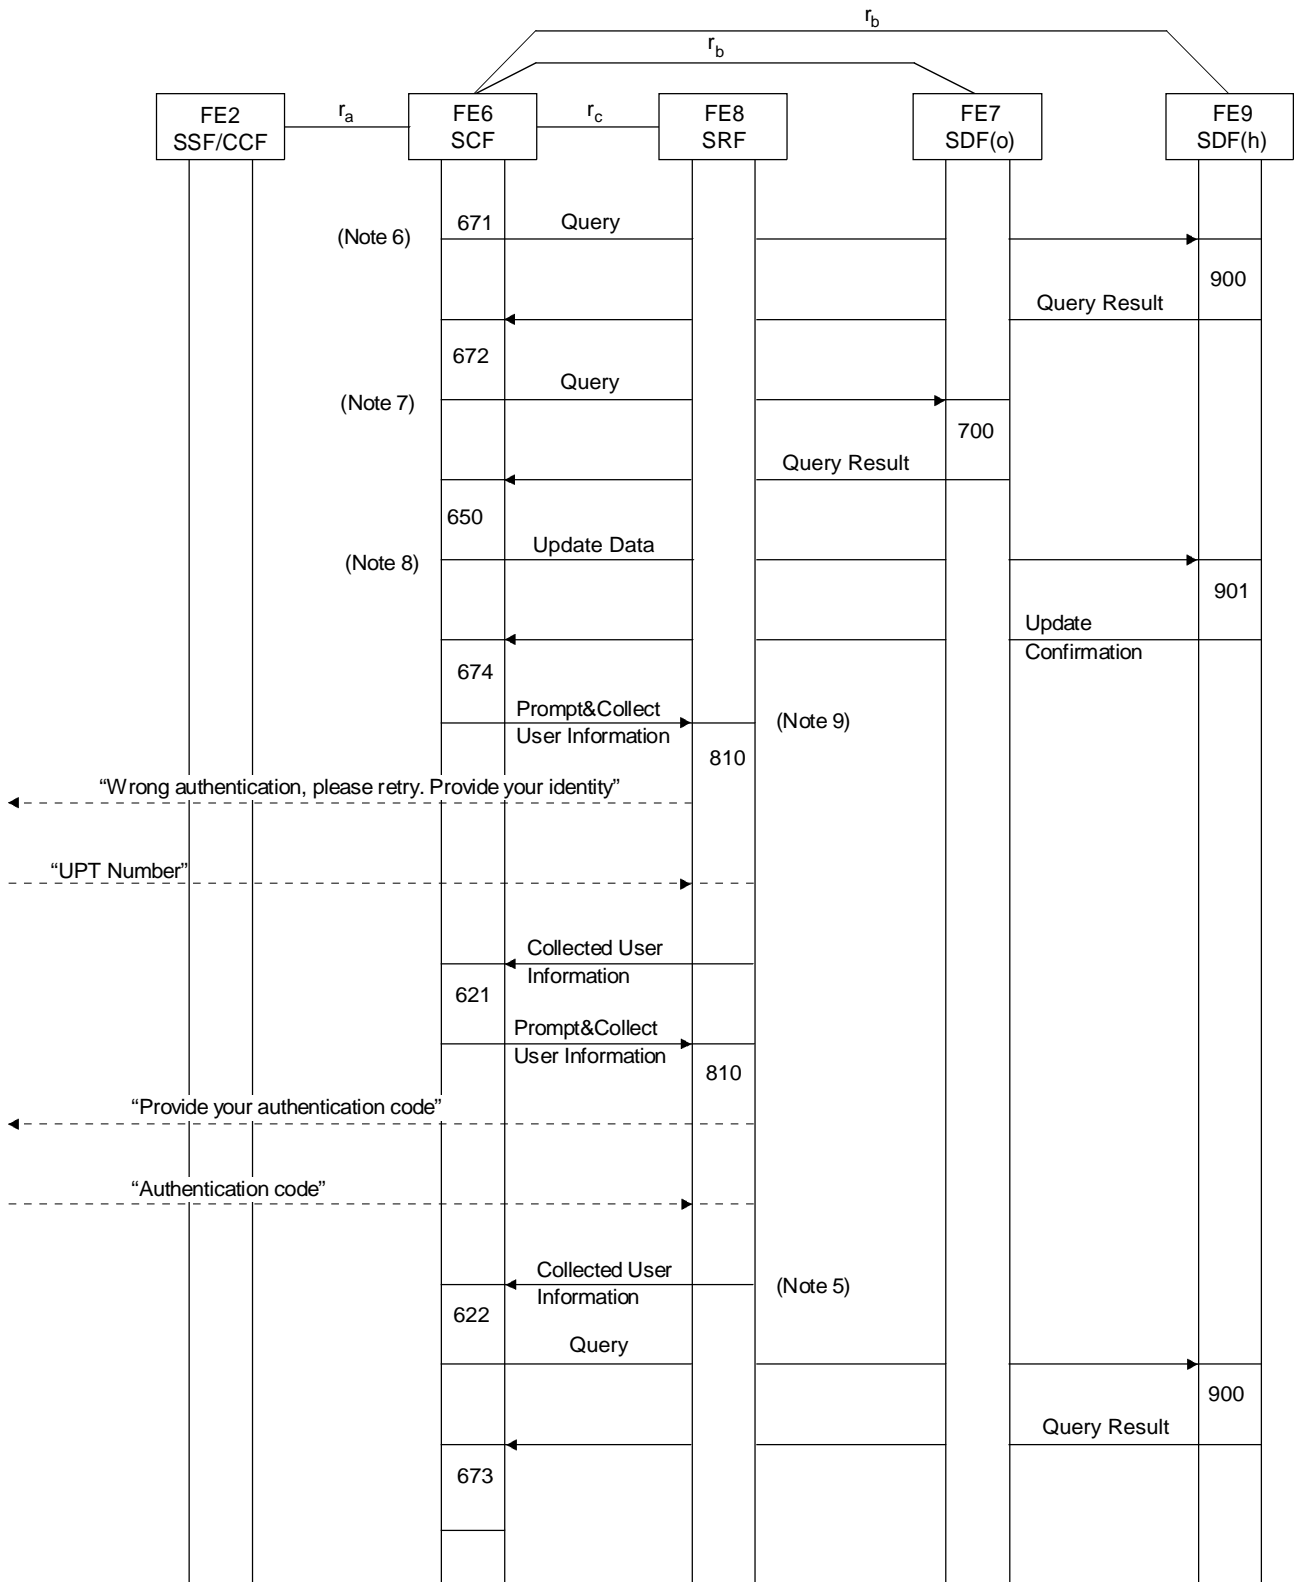 r_b
r_b
FE2
SSF/CCF
r_a
FE6
SCF
r_c
FE8
SRF
FE7
SDF(o)
FE9
SDF(h)
671
Query
(Note 6)
900
Query Result
672
Query
(Note 7)
700
Query Result
650
Update Data
(Note 8)
901
Update
Confirmation
674
Prompt&Collect
User Information
(Note 9)
810
“Wrong authentication, please retry. Provide your identity”
“UPT Number”
Collected User
Information
621
Prompt&Collect
User Information
810
“Provide your authentication code”
“Authentication code”
Collected User
Information
(Note 5)
622
Query
900
Query Result
673